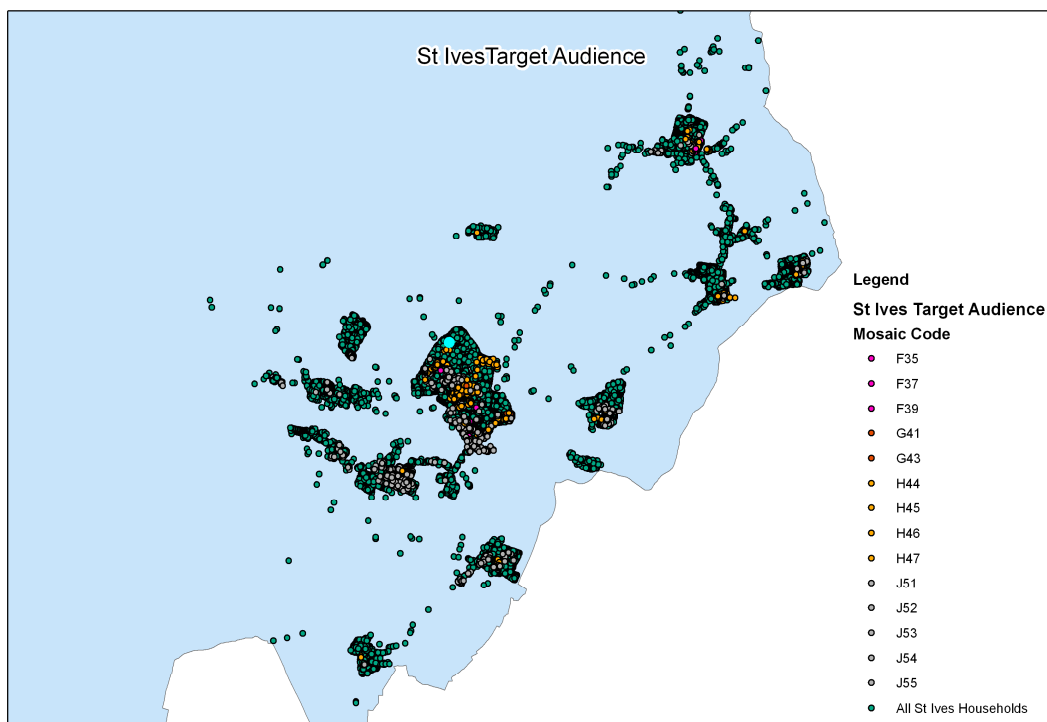 St IvesTarget Audience
Legend
St Ives Target Audience
Mosaic Code
F35
F37
F39
G41
G43
H44
H45
H46
H47
J51
J52
J53
J54
J55
All St Ives Households